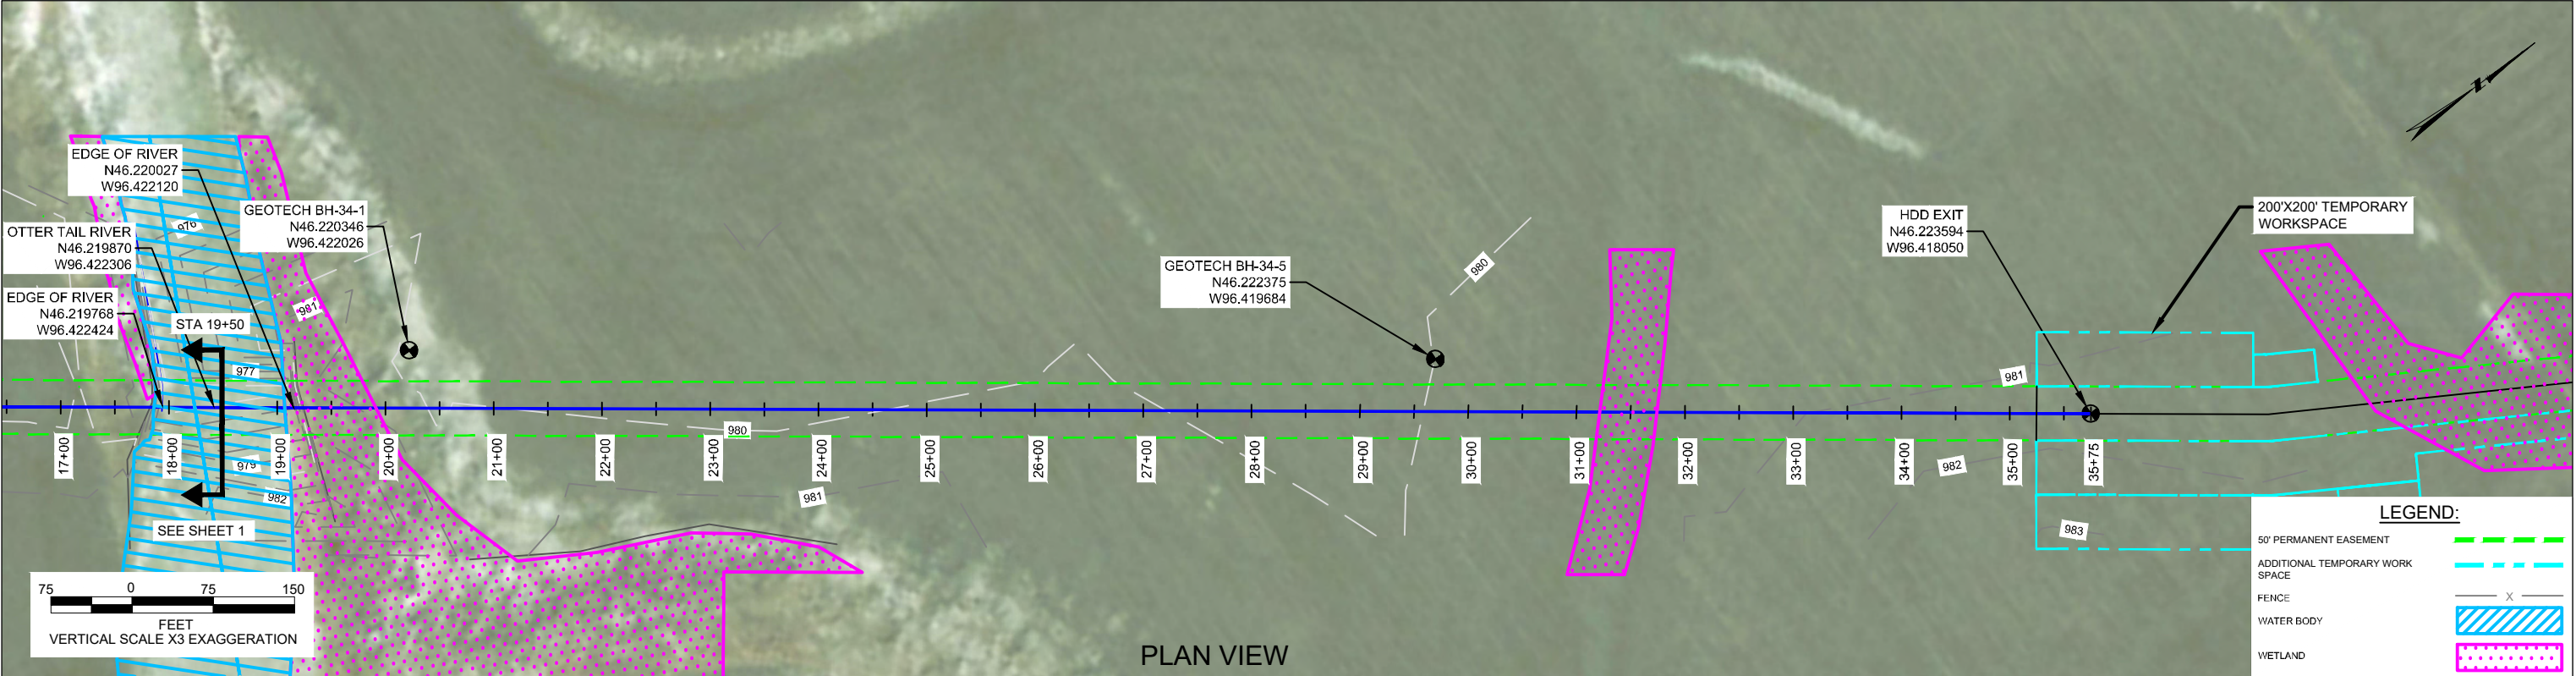 EDGE OF RIVER
N46.220027
W96.422120
OTTER TAIL RIVER
N46.219870
W96.422306
EDGE OF RIVER
N46.219768
W96.422424
GEOTECH BH-34-1
N46.220346
W96.422026
STA 19+50
SEE SHEET 1
976
981
977
979
982
980
981
GEOTECH BH-34-5
N46.222375
W96.419684
980
HDD EXIT
N46.223594
W96.418050
200'X200' TEMPORARY
WORKSPACE
981
982
983
17+00
18+00
19+00
20+00
21+00
22+00
23+00
24+00
25+00
26+00
27+00
28+00
29+00
30+00
31+00
32+00
33+00
34+00
35+00
35+75
75 0 75 150
FEET
VERTICAL SCALE X3 EXAGGERATION
PLAN VIEW
LEGEND:
50' PERMANENT EASEMENT
ADDITIONAL TEMPORARY WORK
SPACE
FENCE
X
WATER BODY
WETLAND